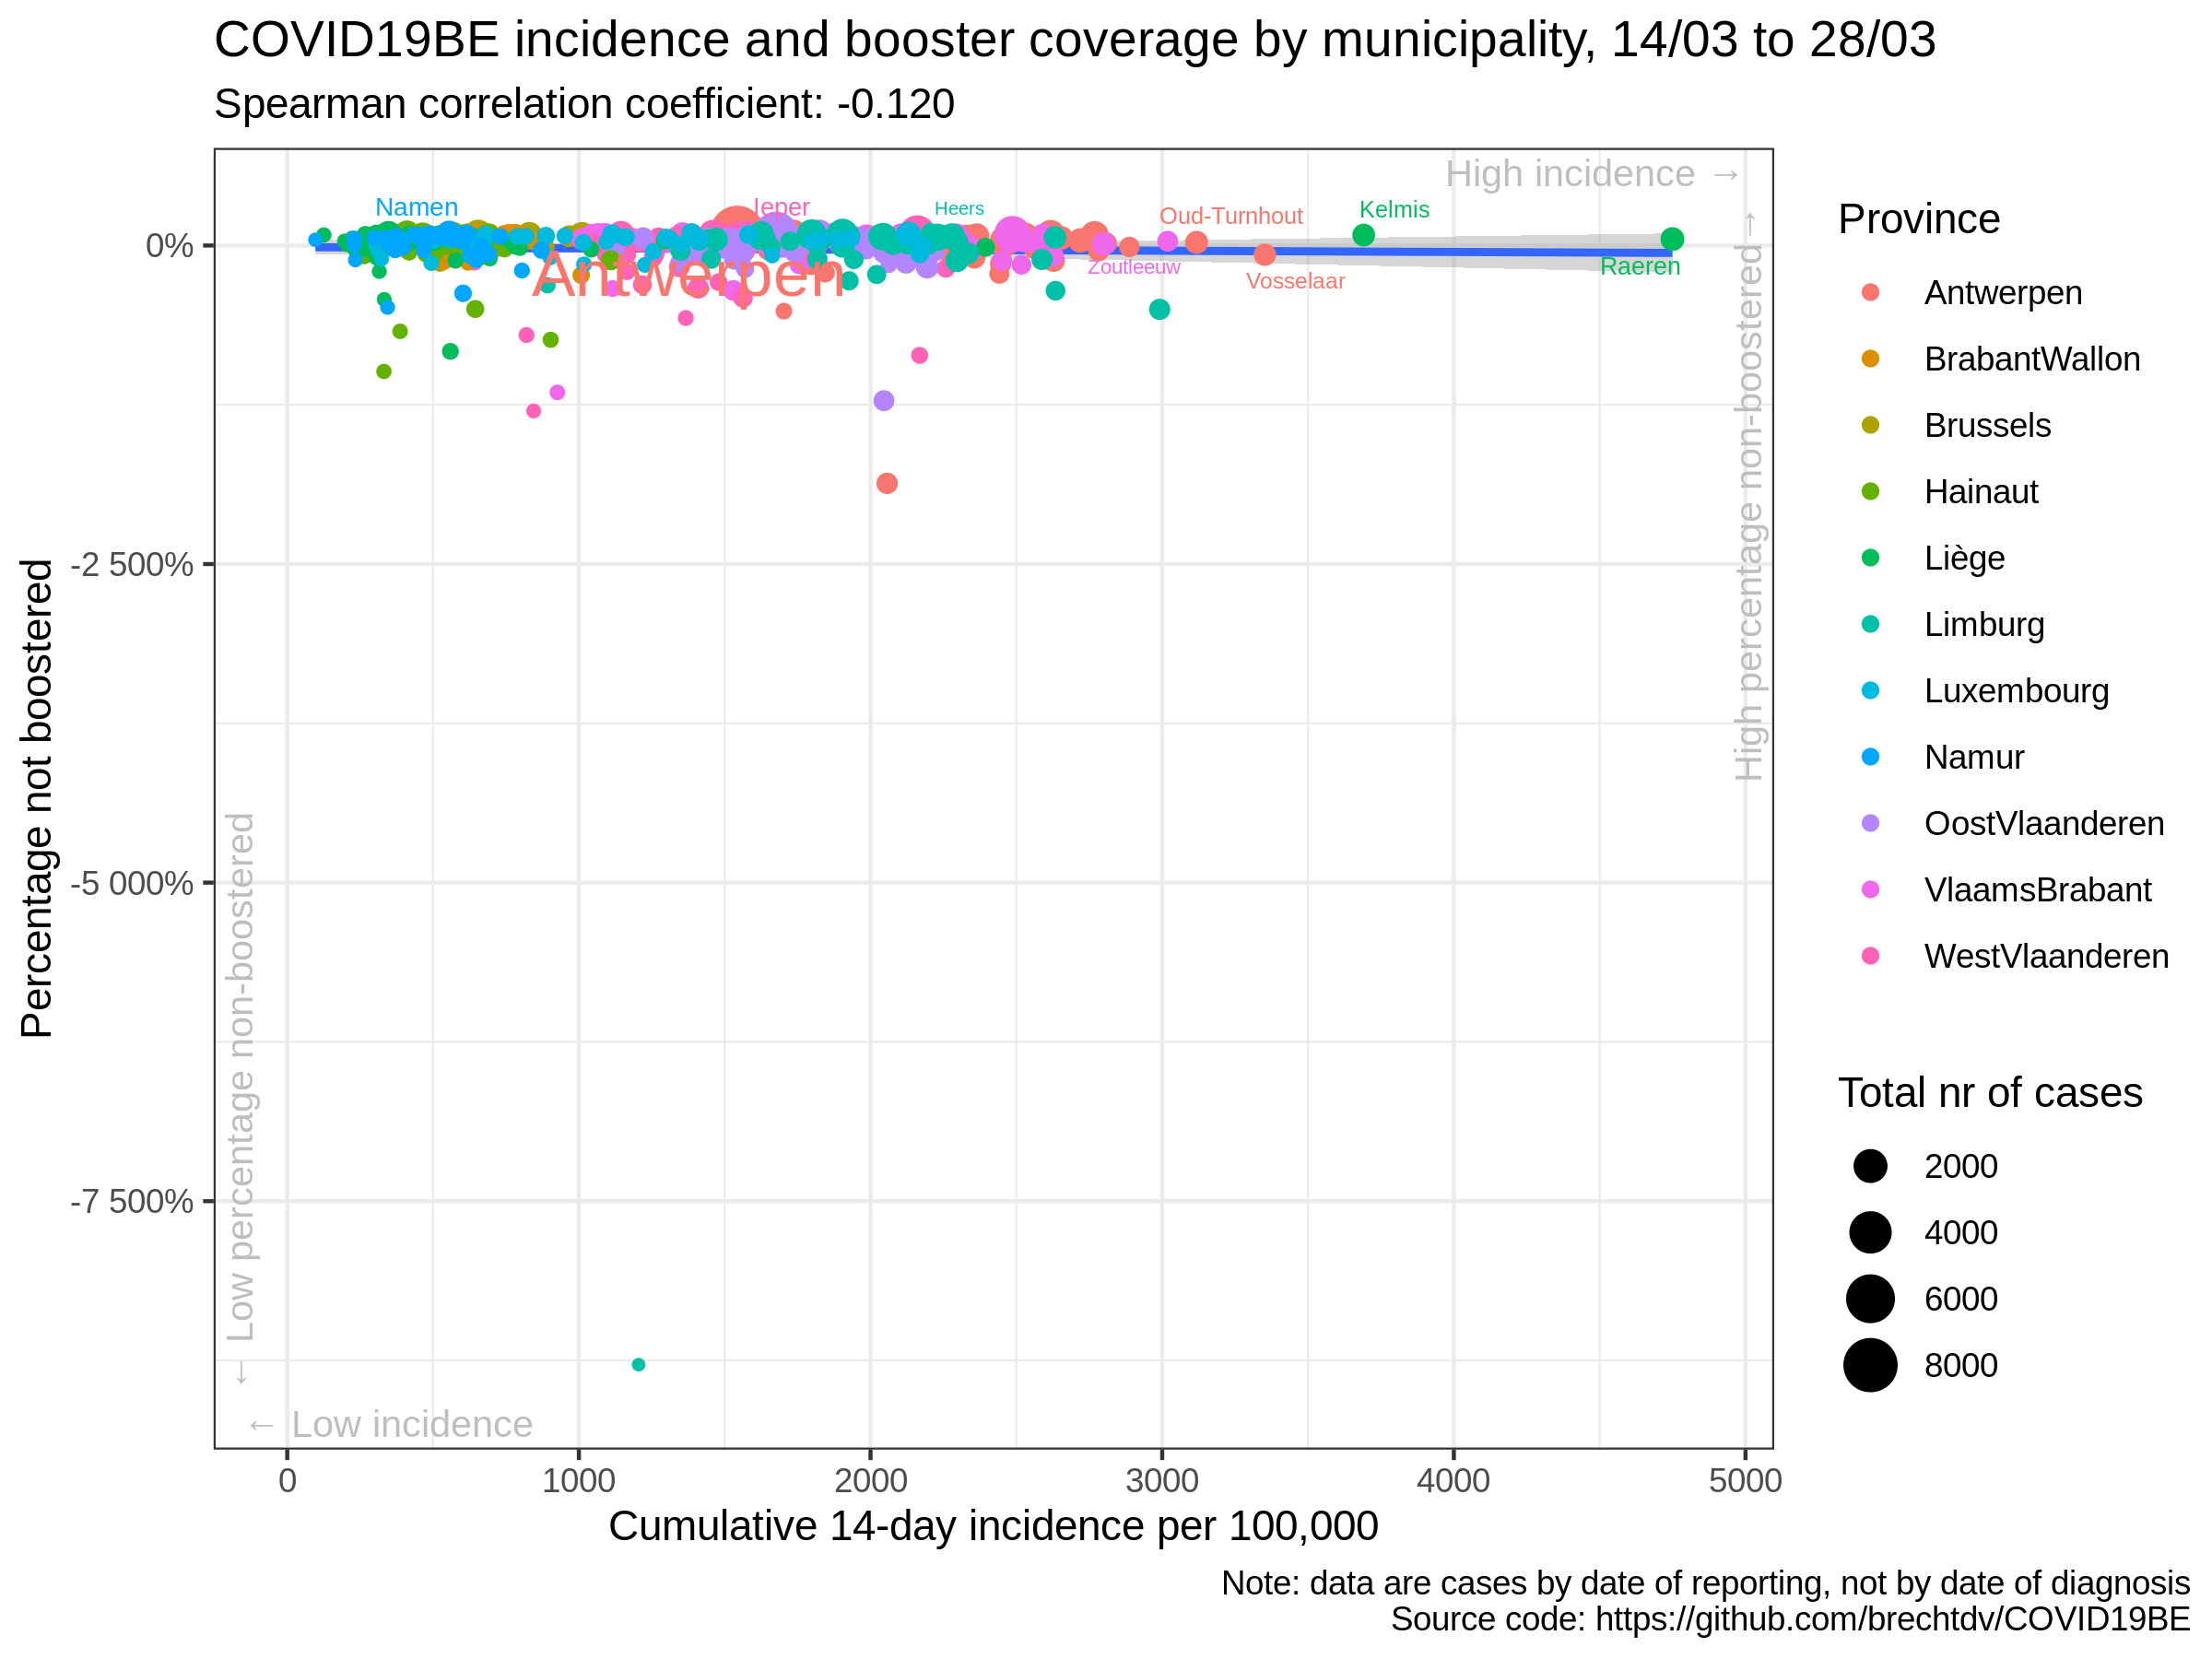 COVID19BE incidence and booster coverage by municipality, 14/03 to 28/03
Spearman correlation coefficient: -0.120
High incidence →
Namen
Ieper
Heers
Oud-Turnhout
Kelmis
Antwerpen
Zoutleeuw
Vosselaar
Raeren
High percentage non-boostered →
← Low percentage non-boostered
← Low incidence
0%
-2 500%
-5 000%
-7 500%
Percentage not boostered
0
1000
2000
3000
4000
5000
Cumulative 14-day incidence per 100,000
Province
Antwerpen
BrabantWallon
Brussels
Hainaut
Liège
Limburg
Luxembourg
Namur
OostVlaanderen
VlaamsBrabant
WestVlaanderen
Total nr of cases
2000
4000
6000
8000
Note: data are cases by date of reporting, not by date of diagnosis
Source code: https://github.com/brechtdv/COVID19BE